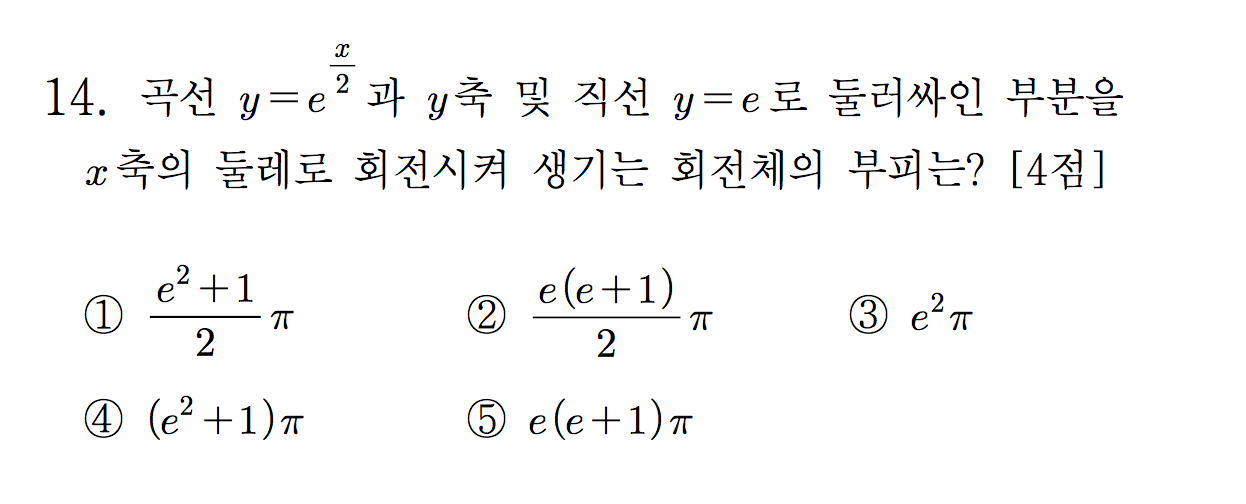 14. 곡선 $y=e^{\frac{x}{2}}$ 과 $y$축 및 직선 $y=e$로 둘러싸인 부분을
$x$축의 둘레로 회전시켜 생기는 회전체의 부피는? [4점]
① $\frac{e^2+1}{2}\pi$ ② $\frac{e(e+1)}{2}\pi$ ③ $e^2\pi$
④ $(e^2+1)\pi$ ⑤ $e(e+1)\pi$